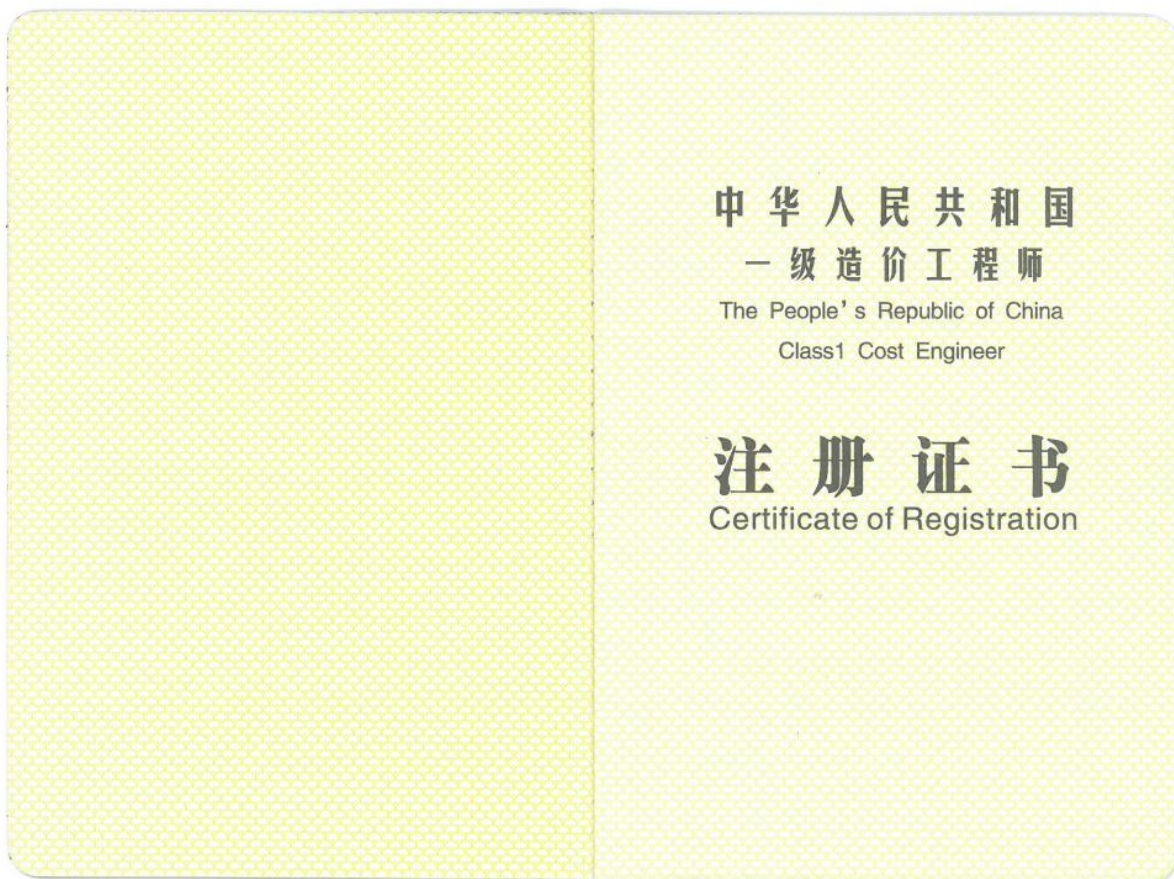 中华人民共和国
一级造价工程师
The People's Republic of China
Class1 Cost Engineer
注册证书
Certificate of Registration